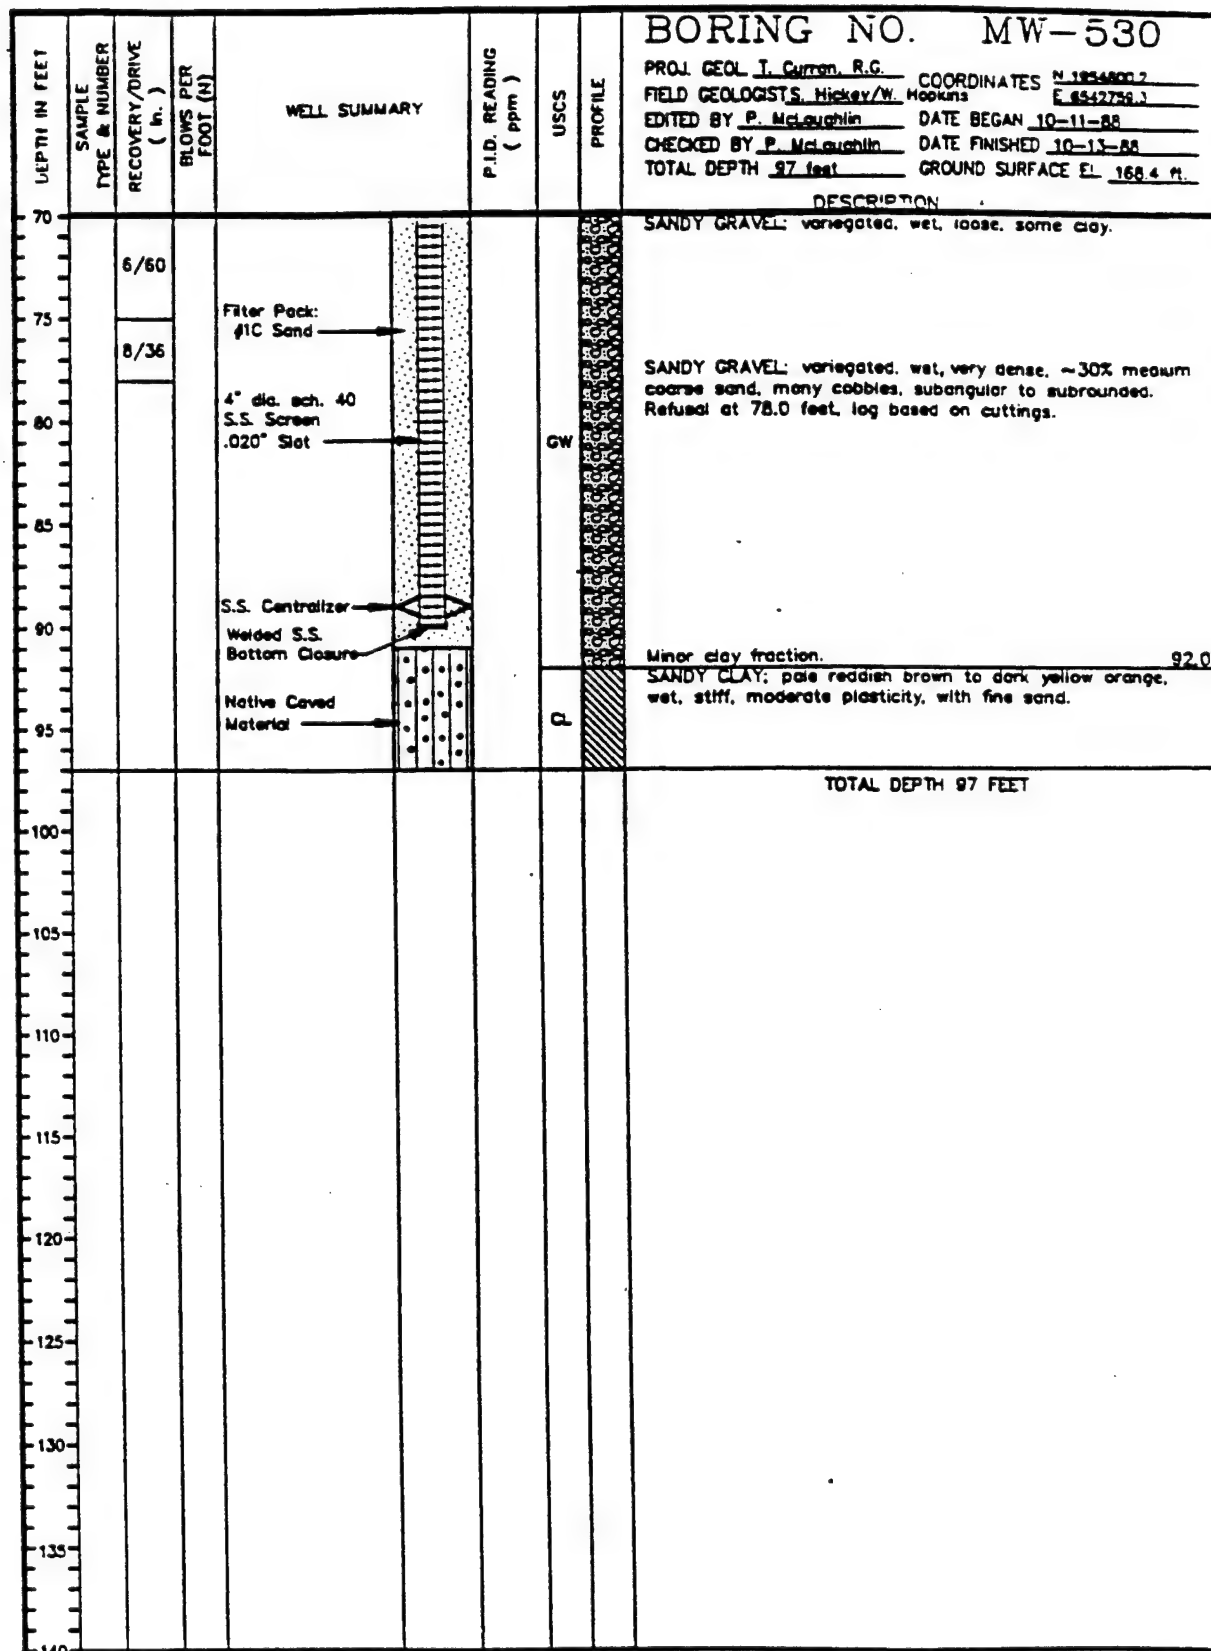 BORING NO. MW-530
PROJ. GEOL. T. Curran, R.G.
COORDINATES N
E
FIELD GEOLOGISTS. Hickey/W. Hopkins
EDITED BY P. McLaughlin
DATE BEGAN 10-11-88
CHECKED BY P. McLaughlin
DATE FINISHED 10-13-88
TOTAL DEPTH 97 feet
GROUND SURFACE EL. 168.4 ft.
DEPTH IN FEET
SAMPLE
TYPE & NUMBER
RECOVERY/DRIVE
( in. )
BLOWS PER
FOOT (N)
WELL SUMMARY
P.I.D. READING
( ppm )
USCS
PROFILE
DESCRIPTION
70
SANDY GRAVEL: variegated, wet, loose, some clay.
6/60
Filter Pack:
#1C Sand
75
8/36
SANDY GRAVEL: variegated, wet, very dense, ~30% medium
coarse sand, many cobbles, subangular to subrounded.
Refusal at 78.0 feet, log based on cuttings.
4" dia. sch. 40
S.S. Screen
.020" Slot
80
GW
85
S.S. Centralizer
90
Welded S.S.
Bottom Closure
Minor clay fraction. 92.0
SANDY CLAY: pale reddish brown to dark yellow orange,
wet, stiff, moderate plasticity, with fine sand.
Native Caved
Material
CL
95
TOTAL DEPTH 97 FEET
100
105
110
115
120
125
130
135
140